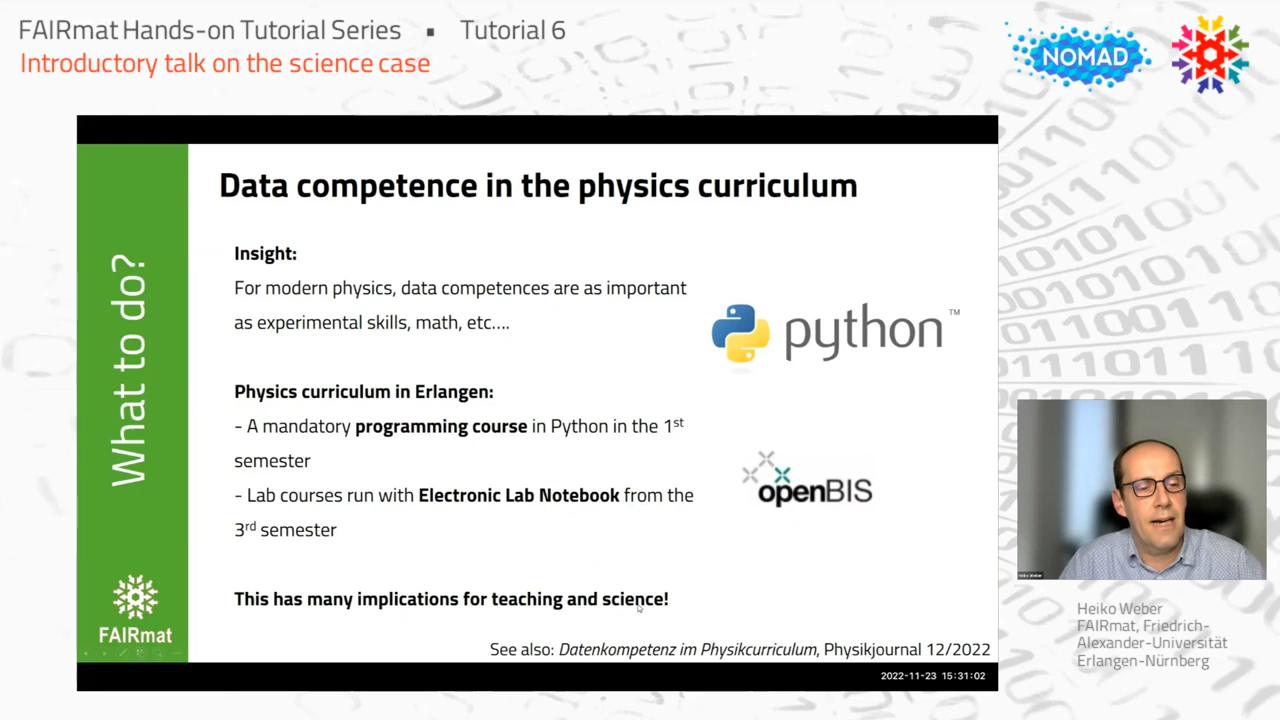 FAIRmat Hands-on Tutorial Series ▪ Tutorial 6
Introductory talk on the science case
NOMAD
What to do?
Data competence in the physics curriculum
Insight:
For modern physics, data competences are as important
as experimental skills, math, etc....
python™
Physics curriculum in Erlangen:
- A mandatory programming course in Python in the 1st
semester
- Lab courses run with Electronic Lab Notebook from the
3rd semester
openBIS
This has many implications for teaching and science!
FAIRmat
See also: Datenkompetenz im Physikcurriculum, Physikjournal 12/2022
2022-11-23 15:31:02
Heiko Weber
Heiko Weber
FAIRmat, Friedrich-
Alexander-Universität
Erlangen-Nürnberg